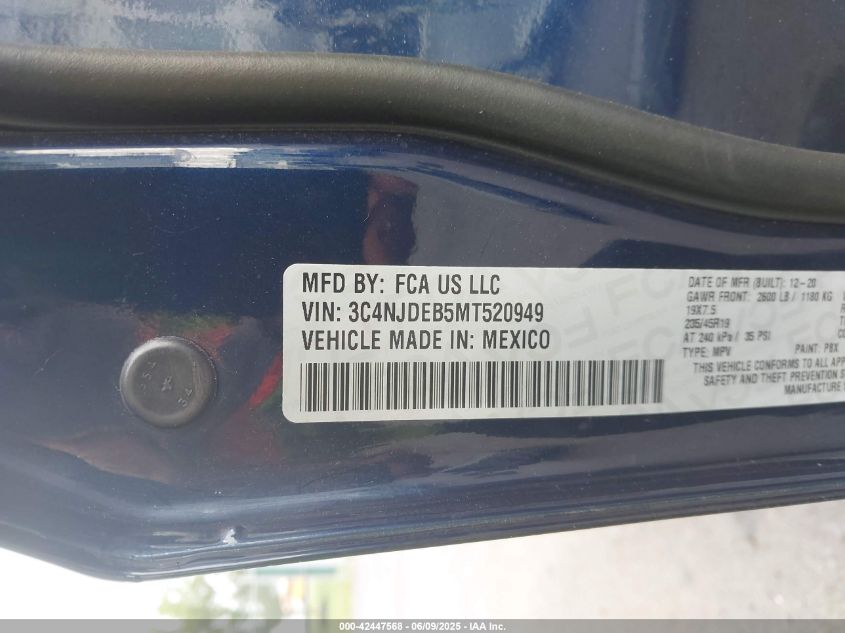 MFD BY: FCA US LLC
VIN: 3C4NJDEB5MT520949
VEHICLE MADE IN: MEXICO
DATE OF MFR (BUILT): 12-20
GAWR FRONT: 2600 LB / 1180 KG
19X7.5
235/45R19
AT 240 kPa / 35 PSI
TYPE: MPV PAINT: PBX
THIS VEHICLE CONFORMS TO ALL APP
SAFETY AND THEFT PREVENTION S
MANUFACTURE
000-42447568 - 06/09/2025 - IAA Inc.